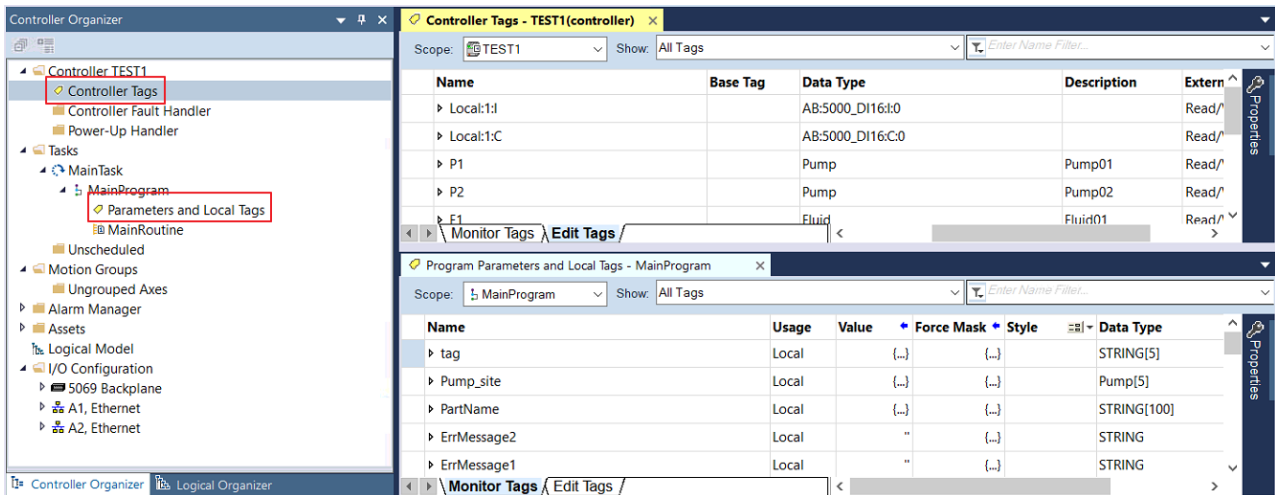 Controller Organizer
Controller TEST1
Controller Tags
Controller Fault Handler
Power-Up Handler
Tasks
MainTask
MainProgram
Parameters and Local Tags
MainRoutine
Unscheduled
Motion Groups
Ungrouped Axes
Alarm Manager
Assets
Logical Model
I/O Configuration
5069 Backplane
A1, Ethernet
A2, Ethernet
Controller Organizer Logical Organizer
Controller Tags - TEST1(controller)
Scope: TEST1 Show: All Tags Enter Name Filter...
Name Base Tag Data Type Description Extern
Local:1:I AB:5000_DI16:I:0 Read/
Local:1:C AB:5000_DI16:C:0 Read/
P1 Pump Pump01 Read/
P2 Pump Pump02 Read/
F1 Fluid Fluid01 Read/
Monitor Tags Edit Tags
Properties
Program Parameters and Local Tags - MainProgram
Scope: MainProgram Show: All Tags Enter Name Filter...
Name Usage Value Force Mask Style Data Type
tag Local {...} {...} STRING[5]
Pump_site Local {...} {...} Pump[5]
PartName Local {...} {...} STRING[100]
ErrMessage2 Local '' {...} STRING
ErrMessage1 Local '' {...} STRING
Monitor Tags Edit Tags
Properties